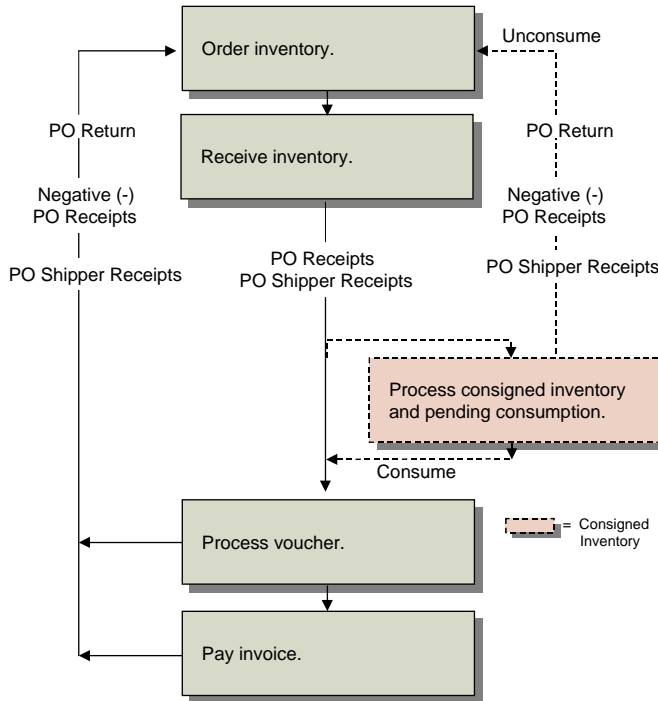 Order inventory.
Unconsume
PO Return
PO Return
Receive inventory.
Negative (-)
PO Receipts
Negative (-)
PO Receipts
PO Receipts
PO Shipper Receipts
PO Shipper Receipts
PO Shipper Receipts
Process consigned inventory
and pending consumption.
Consume
Process voucher.
= Consigned
Inventory
Pay invoice.